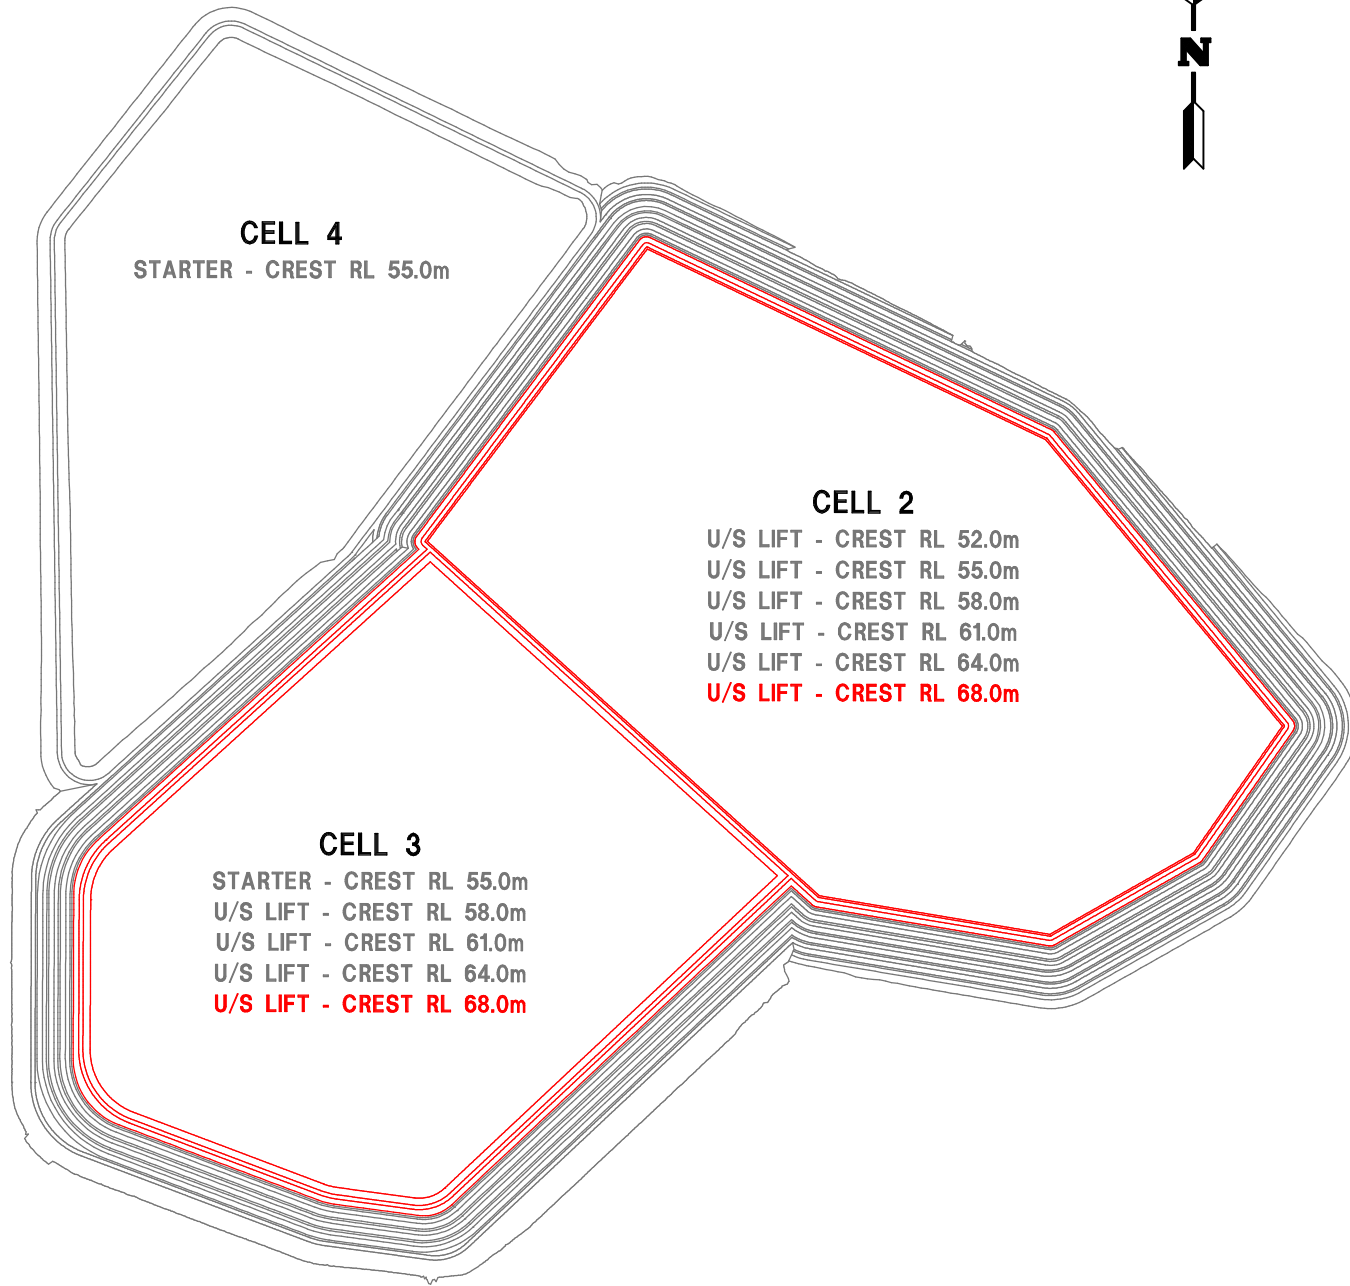 N
CELL 4
STARTER - CREST RL 55.0m
CELL 2
U/S LIFT - CREST RL 52.0m
U/S LIFT - CREST RL 55.0m
U/S LIFT - CREST RL 58.0m
U/S LIFT - CREST RL 61.0m
U/S LIFT - CREST RL 64.0m
U/S LIFT - CREST RL 68.0m
CELL 3
STARTER - CREST RL 55.0m
U/S LIFT - CREST RL 58.0m
U/S LIFT - CREST RL 61.0m
U/S LIFT - CREST RL 64.0m
U/S LIFT - CREST RL 68.0m